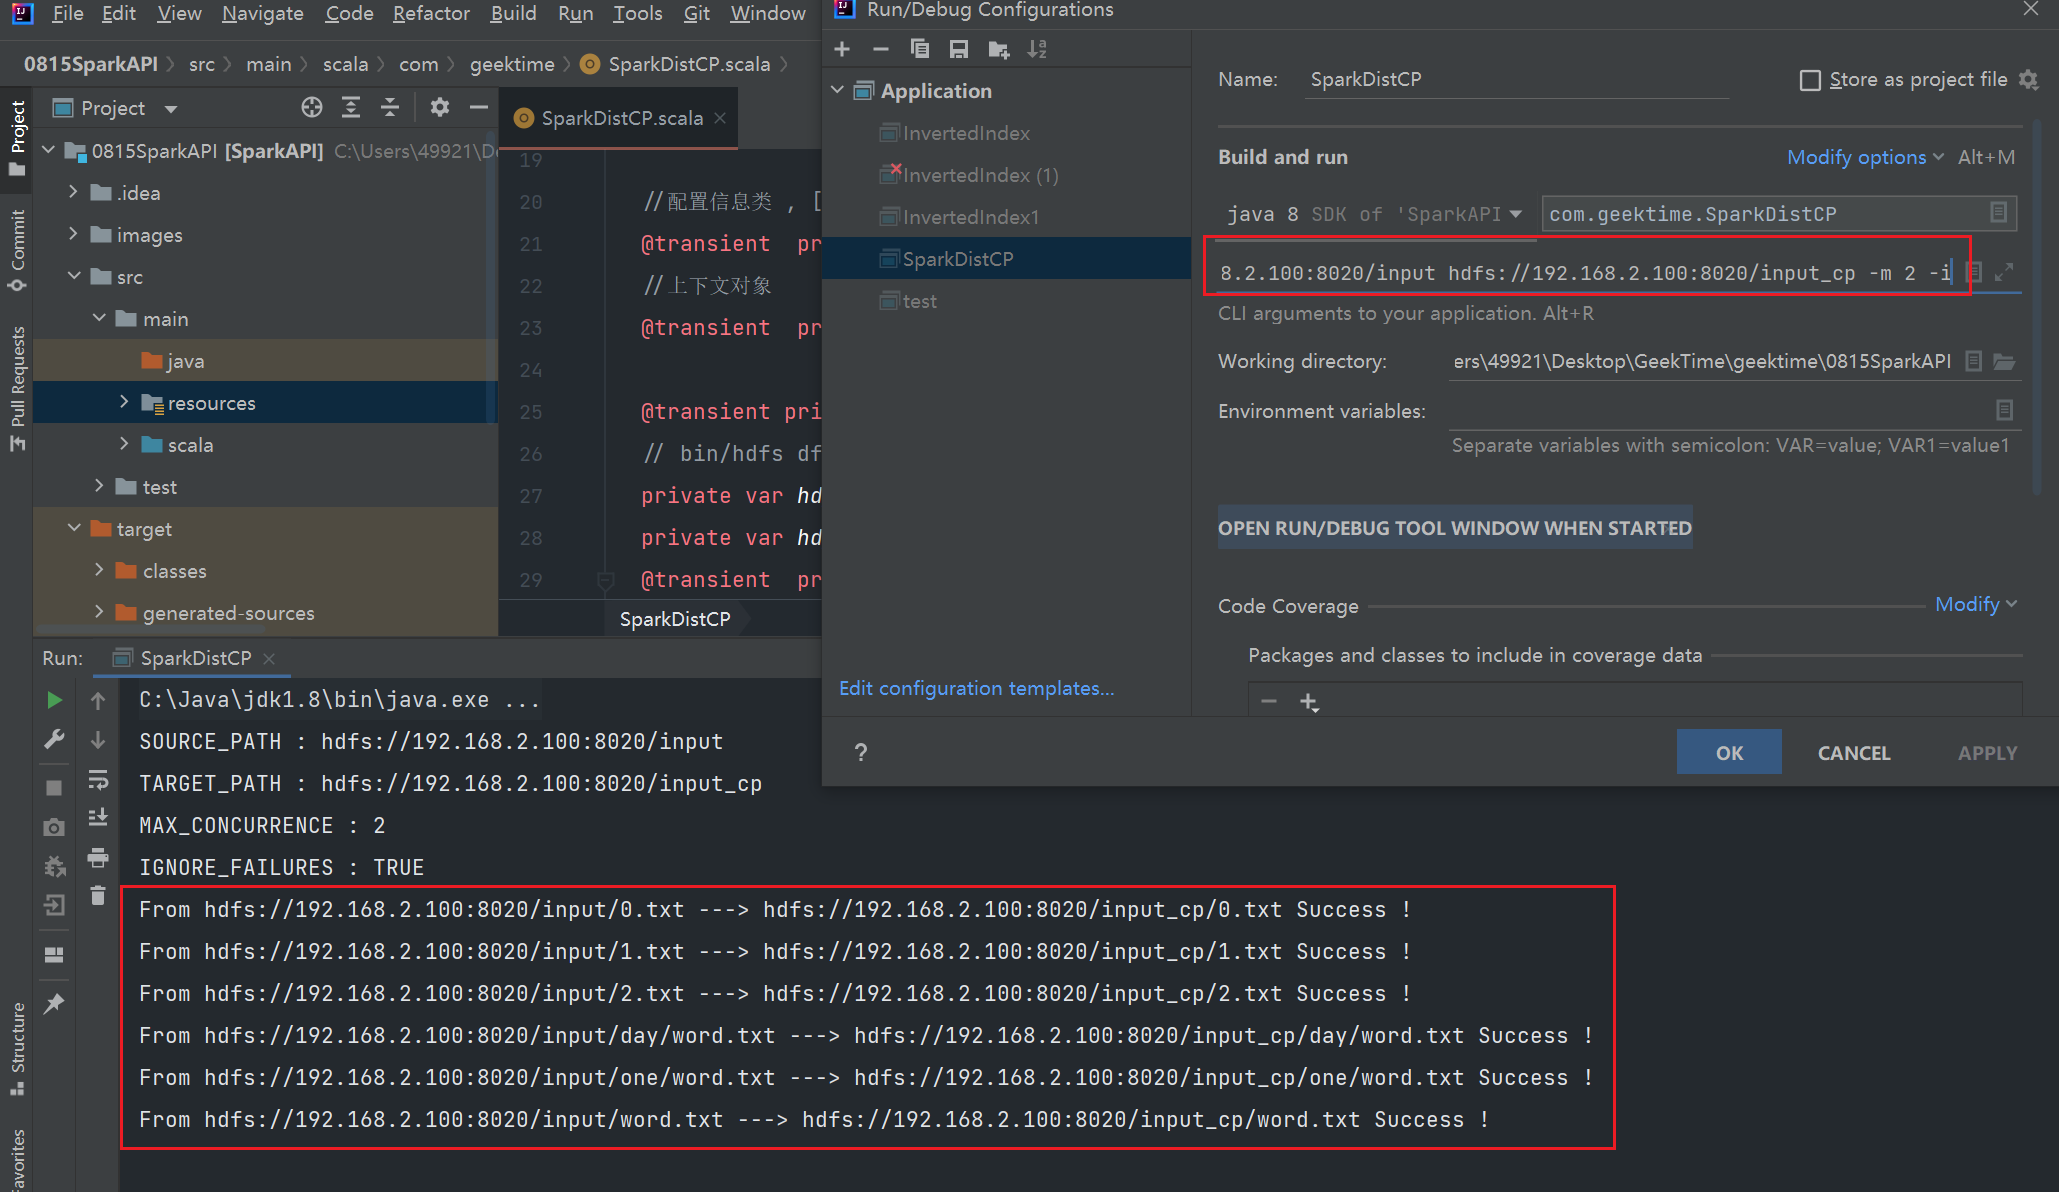 File Edit View Navigate Code Refactor Build Run Tools Git Window
0815SparkAPI src main scala com geektime SparkDistCP.scala
Project
Commit
Pull Requests
Structure
Favorites
Project
0815SparkAPI [SparkAPI] C:\Users\49921\De
.idea
images
src
main
java
resources
scala
test
target
classes
generated-sources
SparkDistCP.scala
19
20 //配置信息类 , [
21 @transient pr
22 //上下文对象
23 @transient pr
24
25 @transient pri
26 // bin/hdfs df
27 private var hd
28 private var hd
29 @transient pr
SparkDistCP
Run/Debug Configurations
Application
InvertedIndex
InvertedIndex (1)
InvertedIndex1
SparkDistCP
test
Edit configuration templates...
Name: SparkDistCP Store as project file
Build and run Modify options Alt+M
java 8 SDK of 'SparkAPI com.geektime.SparkDistCP
8.2.100:8020/input hdfs://192.168.2.100:8020/input_cp -m 2 -i
CLI arguments to your application. Alt+R
Working directory: ers\49921\Desktop\GeekTime\geektime\0815SparkAPI
Environment variables:
Separate variables with semicolon: VAR=value; VAR1=value1
OPEN RUN/DEBUG TOOL WINDOW WHEN STARTED
Code Coverage Modify
Packages and classes to include in coverage data
? OK CANCEL APPLY
Run: SparkDistCP
C:\Java\jdk1.8\bin\java.exe ...
SOURCE_PATH : hdfs://192.168.2.100:8020/input
TARGET_PATH : hdfs://192.168.2.100:8020/input_cp
MAX_CONCURRENCE : 2
IGNORE_FAILURES : TRUE
From hdfs://192.168.2.100:8020/input/0.txt ---> hdfs://192.168.2.100:8020/input_cp/0.txt Success !
From hdfs://192.168.2.100:8020/input/1.txt ---> hdfs://192.168.2.100:8020/input_cp/1.txt Success !
From hdfs://192.168.2.100:8020/input/2.txt ---> hdfs://192.168.2.100:8020/input_cp/2.txt Success !
From hdfs://192.168.2.100:8020/input/day/word.txt ---> hdfs://192.168.2.100:8020/input_cp/day/word.txt Success !
From hdfs://192.168.2.100:8020/input/one/word.txt ---> hdfs://192.168.2.100:8020/input_cp/one/word.txt Success !
From hdfs://192.168.2.100:8020/input/word.txt ---> hdfs://192.168.2.100:8020/input_cp/word.txt Success !